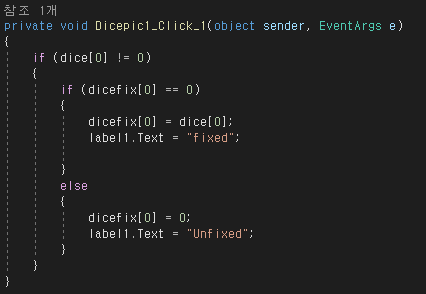 참조 1개
private void Dicepic1_Click_1(object sender, EventArgs e)
{
    if (dice[0] != 0)
    {
        if (dicefix[0] == 0)
        {
            dicefix[0] = dice[0];
            label1.Text = "fixed";

        }
        else
        {
            dicefix[0] = 0;
            label1.Text = "Unfixed";
        }
    }
}